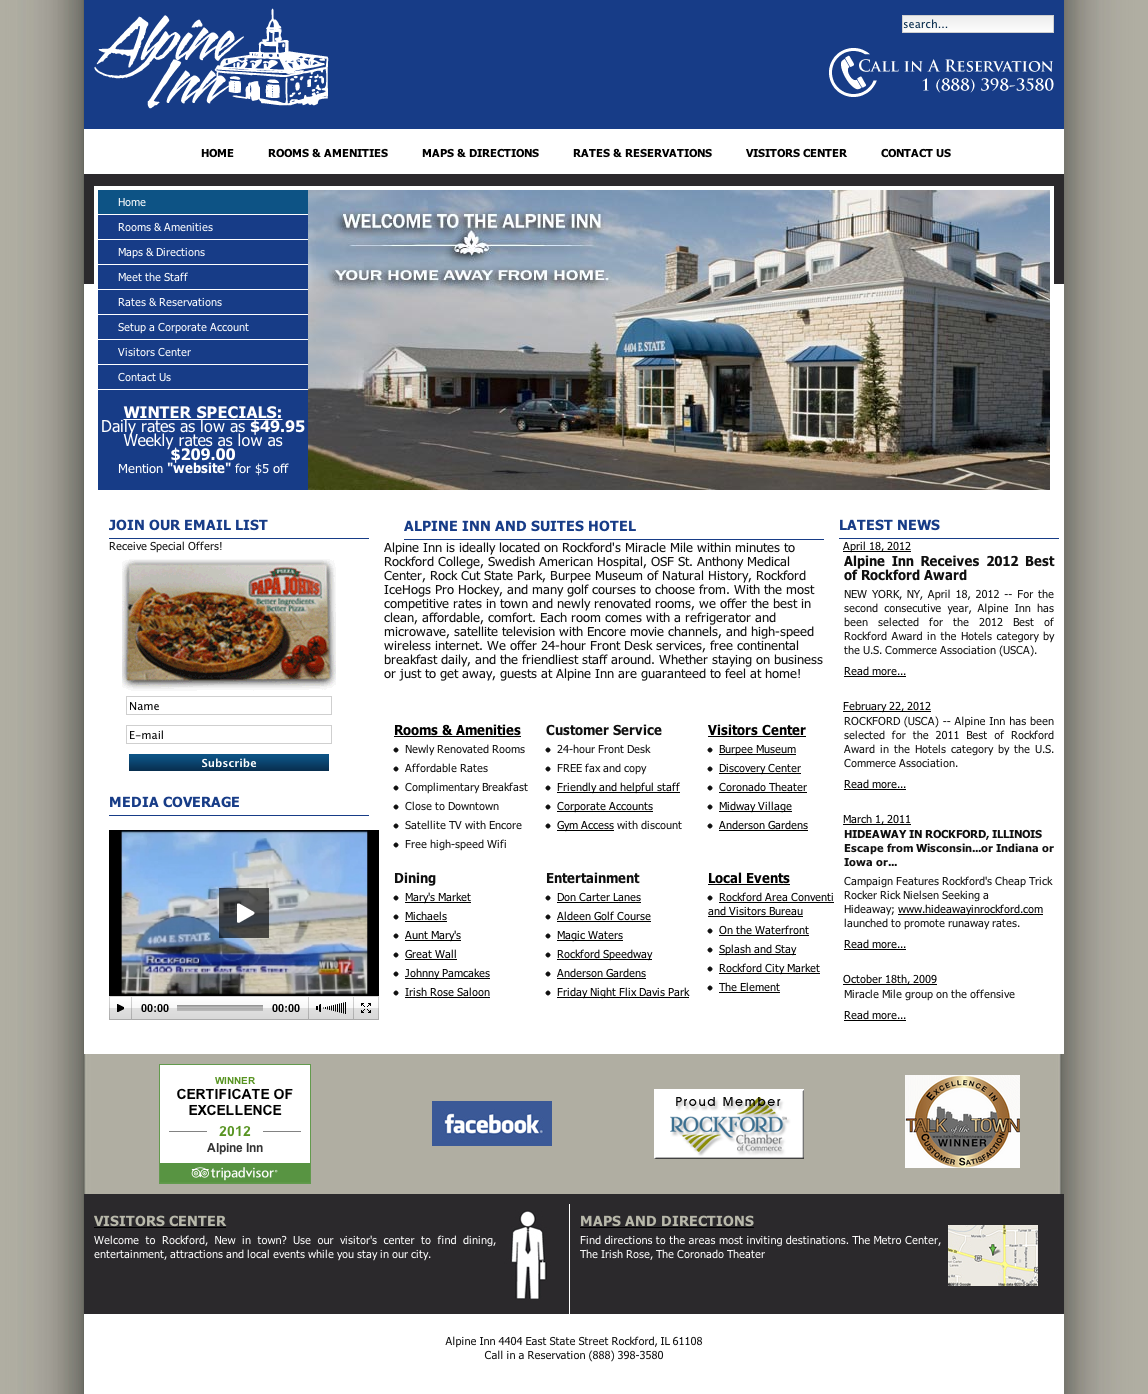 Alpine
Inn
search...
CALL IN A RESERVATION
1 (888) 398-3580
HOME
ROOMS & AMENITIES
MAPS & DIRECTIONS
RATES & RESERVATIONS
VISITORS CENTER
CONTACT US
Home
Rooms & Amenities
Maps & Directions
Meet the Staff
Rates & Reservations
Setup a Corporate Account
Visitors Center
Contact Us
WINTER SPECIALS:
Daily rates as low as $49.95
Weekly rates as low as
$209.00
Mention "website" for $5 off
WELCOME TO THE ALPINE INN
YOUR HOME AWAY FROM HOME.
4404 E. STATE
JOIN OUR EMAIL LIST
Receive Special Offers!
PAPA JOHN'S
Better Ingredients.
Better Pizza.
Name
E-mail
Subscribe
MEDIA COVERAGE
4404 E STATE
ROCKFORD
4400 BLOCK OF EAST STATE STREET
17
00:00
00:00
ALPINE INN AND SUITES HOTEL
Alpine Inn is ideally located on Rockford's Miracle Mile within minutes to
Rockford College, Swedish American Hospital, OSF St. Anthony Medical
Center, Rock Cut State Park, Burpee Museum of Natural History, Rockford
IceHogs Pro Hockey, and many golf courses to choose from. With the most
competitive rates in town and newly renovated rooms, we offer the best in
clean, affordable, comfort. Each room comes with a refrigerator and
microwave, satellite television with Encore movie channels, and high-speed
wireless internet. We offer 24-hour Front Desk services, free continental
breakfast daily, and the friendliest staff around. Whether staying on business
or just to get away, guests at Alpine Inn are guaranteed to feel at home!
Rooms & Amenities
Newly Renovated Rooms
Affordable Rates
Complimentary Breakfast
Close to Downtown
Satellite TV with Encore
Free high-speed Wifi
Customer Service
24-hour Front Desk
FREE fax and copy
Friendly and helpful staff
Corporate Accounts
Gym Access with discount
Visitors Center
Burpee Museum
Discovery Center
Coronado Theater
Midway Village
Anderson Gardens
Dining
Mary's Market
Michaels
Aunt Mary's
Great Wall
Johnny Pamcakes
Irish Rose Saloon
Entertainment
Don Carter Lanes
Aldeen Golf Course
Magic Waters
Rockford Speedway
Anderson Gardens
Friday Night Flix Davis Park
Local Events
Rockford Area Conventi
and Visitors Bureau
On the Waterfront
Splash and Stay
Rockford City Market
The Element
LATEST NEWS
April 18, 2012
Alpine Inn Receives 2012 Best
of Rockford Award
NEW YORK, NY, April 18, 2012 -- For the
second consecutive year, Alpine Inn has
been selected for the 2012 Best of
Rockford Award in the Hotels category by
the U.S. Commerce Association (USCA).
Read more...
February 22, 2012
ROCKFORD (USCA) -- Alpine Inn has been
selected for the 2011 Best of Rockford
Award in the Hotels category by the U.S.
Commerce Association.
Read more...
March 1, 2011
HIDEAWAY IN ROCKFORD, ILLINOIS
Escape from Wisconsin...or Indiana or
Iowa or...
Campaign Features Rockford's Cheap Trick
Rocker Rick Nielsen Seeking a
Hideaway; www.hideawayinrockford.com
launched to promote runaway rates.
Read more...
October 18th, 2009
Miracle Mile group on the offensive
Read more...
WINNER
CERTIFICATE OF
EXCELLENCE
2012
Alpine Inn
tripadvisor
facebook
Proud Member
ROCKFORD
Chamber
of Commerce
EXCELLENCE IN
TALK of the TOWN
WINNER
CUSTOMER SATISFACTION
VISITORS CENTER
Welcome to Rockford, New in town? Use our visitor's center to find dining,
entertainment, attractions and local events while you stay in our city.
MAPS AND DIRECTIONS
Find directions to the areas most inviting destinations. The Metro Center,
The Irish Rose, The Coronado Theater
Alpine Inn 4404 East State Street Rockford, IL 61108
Call in a Reservation (888) 398-3580